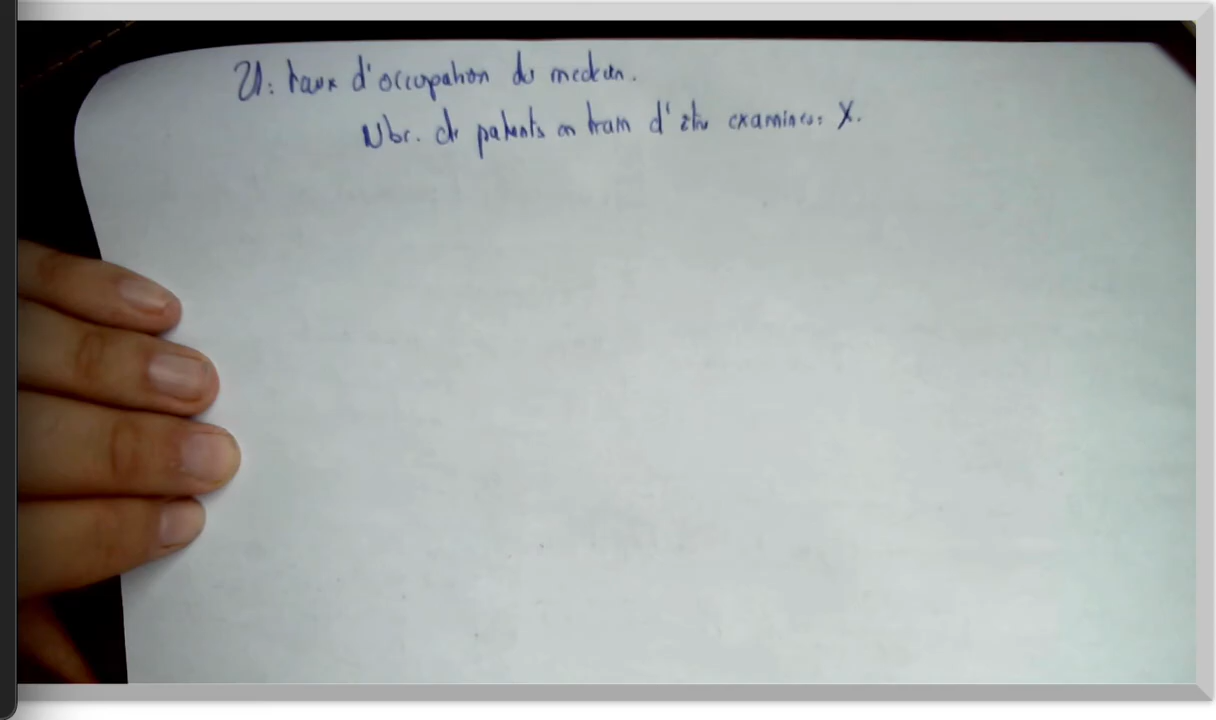 U: taux d'occupation du medecin.
Nbr. de patients en train d'être examinés: X.